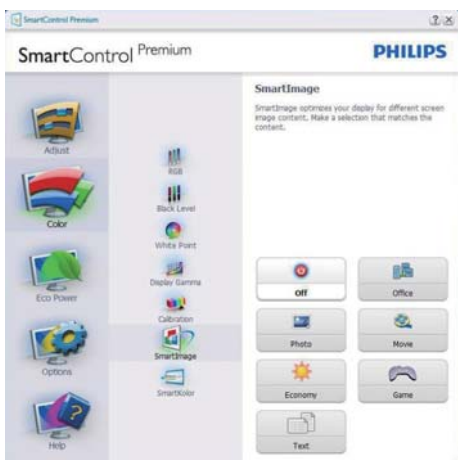 SmartControl Premium
SmartControl Premium
PHILIPS
Adjust
Color
Eco Power
Options
Help
RGB
Black Level
White Point
Display Gamma
Calibration
SmartImage
SmartKolor
SmartImage
SmartImage optimizes your display for different screen
image content. Make a selection that matches the
content.
Off
Office
Photo
Movie
Economy
Game
Text